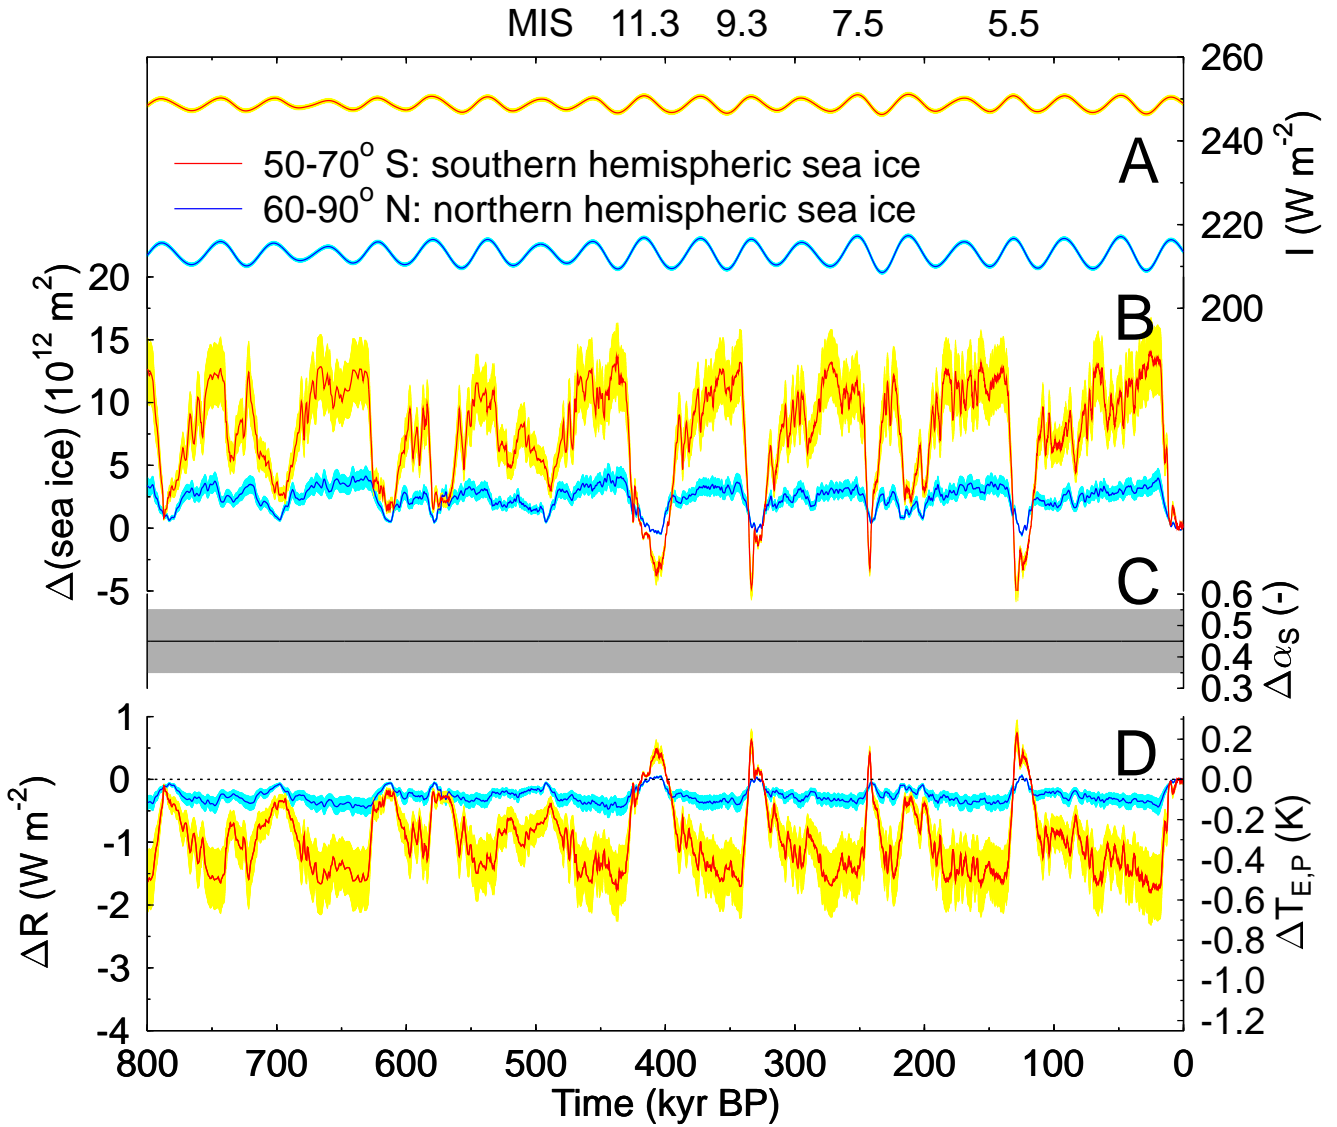 MIS 11.3 9.3 7.5 5.5
260
240
220
200
I (W m-2)
A
50-70o S: southern hemispheric sea ice
60-90o N: northern hemispheric sea ice
20
15
10
5
0
-5
Δ(sea ice) (10^12 m^2)
B
C
0.6
0.5
0.4
0.3
ΔαS (-)
1
0
-1
-2
-3
-4
ΔR (W m-2)
D
0.2
0.0
-0.2
-0.4
-0.6
-0.8
-1.0
-1.2
ΔTE,P (K)
800 700 600 500 400 300 200 100 0
Time (kyr BP)